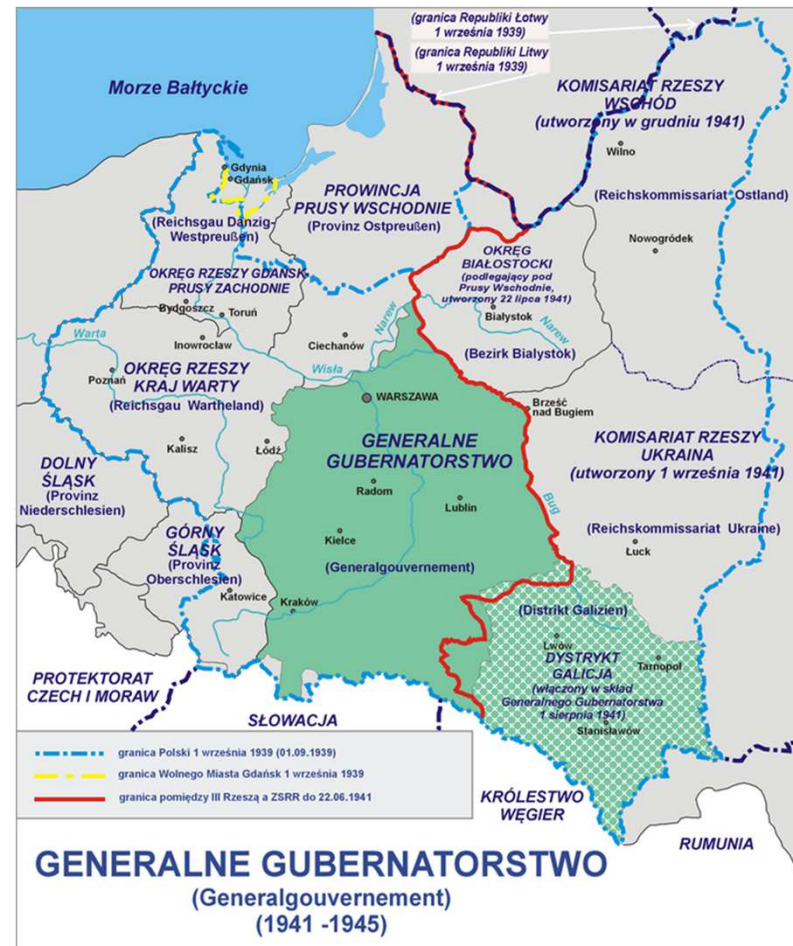 (granica Republiki Łotwy
1 września 1939)
(granica Republiki Litwy
1 września 1939)
Morze Bałtyckie
KOMISARIAT RZESZY
WSCHÓD
(utworzony w grudniu 1941)
Wilno
Gdynia
Gdańsk
PROWINCJA
PRUSY WSCHODNIE
(Provinz Ostpreußen)
(Reichskommissariat Ostland)
(Reichsgau Danzig-
Westpreußen)
Nowogródek
OKRĘG
BIAŁOSTOCKI
(podlegający pod
Prusy Wschodnie,
utworzony 22 lipca 1941)
OKRĘG RZESZY GDAŃSK
PRUSY ZACHODNIE
Bydgoszcz
Toruń
Białystok
Narew
Narew
Ciechanów
Warta
Inowrocław
(Bezirk Bialystok)
Wisła
OKRĘG RZESZY
KRAJ WARTY
Poznań
(Reichsgau Wartheland)
WARSZAWA
Brześć
nad Bugiem
Kalisz
Łódź
GENERALNE
GUBERNATORSTWO
KOMISARIAT RZESZY
UKRAINA
(utworzony 1 września 1941)
DOLNY
ŚLĄSK
(Provinz
Niederschlesien)
Radom
Lublin
Bug
GÓRNY
ŚLĄSK
(Provinz
Oberschlesien)
Kielce
(Reichskommissariat Ukraine)
Łuck
(Generalgouvernement)
Katowice
Kraków
(Distrikt Galizien)
Lwów
Tarnopol
DYSTRYKT
GALICJA
(włączony w skład
Generalnego Gubernatorstwa
1 sierpnia 1941)
Stanisławów
PROTEKTORAT
CZECH I MORAW
SŁOWACJA
granica Polski 1 września 1939 (01.09.1939)
granica Wolnego Miasta Gdańsk 1 września 1939
granica pomiędzy III Rzeszą a ZSRR do 22.06.1941
KRÓLESTWO
WĘGIER
RUMUNIA
GENERALNE GUBERNATORSTWO
(Generalgouvernement)
(1941 -1945)